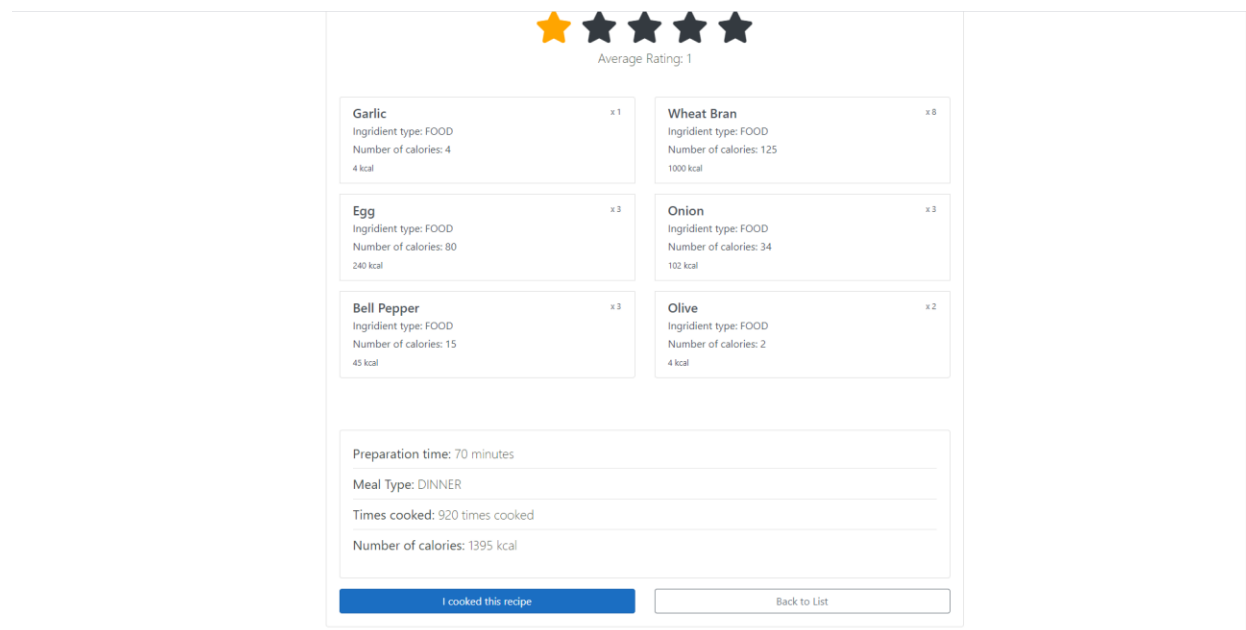 Average Rating: 1
Garlic x 1
Ingridient type: FOOD
Number of calories: 4
4 kcal
Wheat Bran x 8
Ingridient type: FOOD
Number of calories: 125
1000 kcal
Egg x 3
Ingridient type: FOOD
Number of calories: 80
240 kcal
Onion x 3
Ingridient type: FOOD
Number of calories: 34
102 kcal
Bell Pepper x 3
Ingridient type: FOOD
Number of calories: 15
45 kcal
Olive x 2
Ingridient type: FOOD
Number of calories: 2
4 kcal
Preparation time: 70 minutes
Meal Type: DINNER
Times cooked: 920 times cooked
Number of calories: 1395 kcal
I cooked this recipe
Back to List